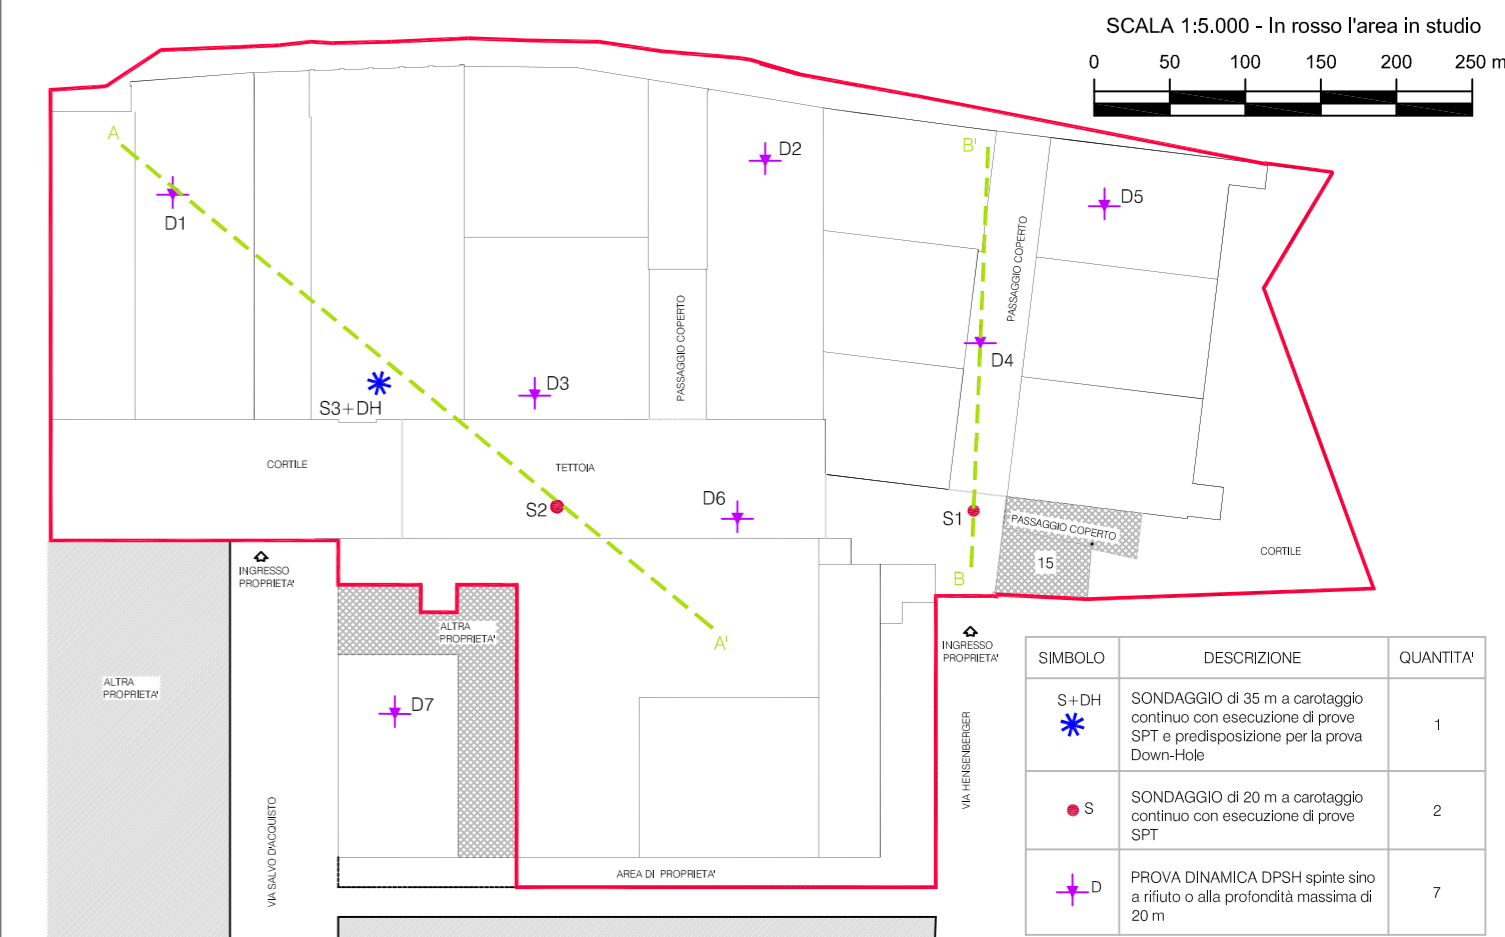 SCALA 1:5.000 - In rosso l'area in studio
0 50 100 150 200 250 m
A
D1
D2
B'
D5
PASSAGGIO COPERTO
PASSAGGIO COPERTO
D4
D3
S3+DH
CORTILE
TETTOIA
S2
D6
S1
PASSAGGIO COPERTO
15
CORTILE
B
A'
INGRESSO
PROPRIETA'
ALTRA
PROPRIETA'
INGRESSO
PROPRIETA'
ALTRA
PROPRIETA'
D7
VIA SALVO D'ACQUISTO
VIA HENSENBERGER
AREA DI PROPRIETA'
SIMBOLO DESCRIZIONE QUANTITA'
S+DH
SONDAGGIO di 35 m a carotaggio
continuo con esecuzione di prove
SPT e predisposizione per la prova
Down-Hole
1
S
SONDAGGIO di 20 m a carotaggio
continuo con esecuzione di prove
SPT
2
D
PROVA DINAMICA DPSH spinte sino
a rifiuto o alla profondità massima di
20 m
7